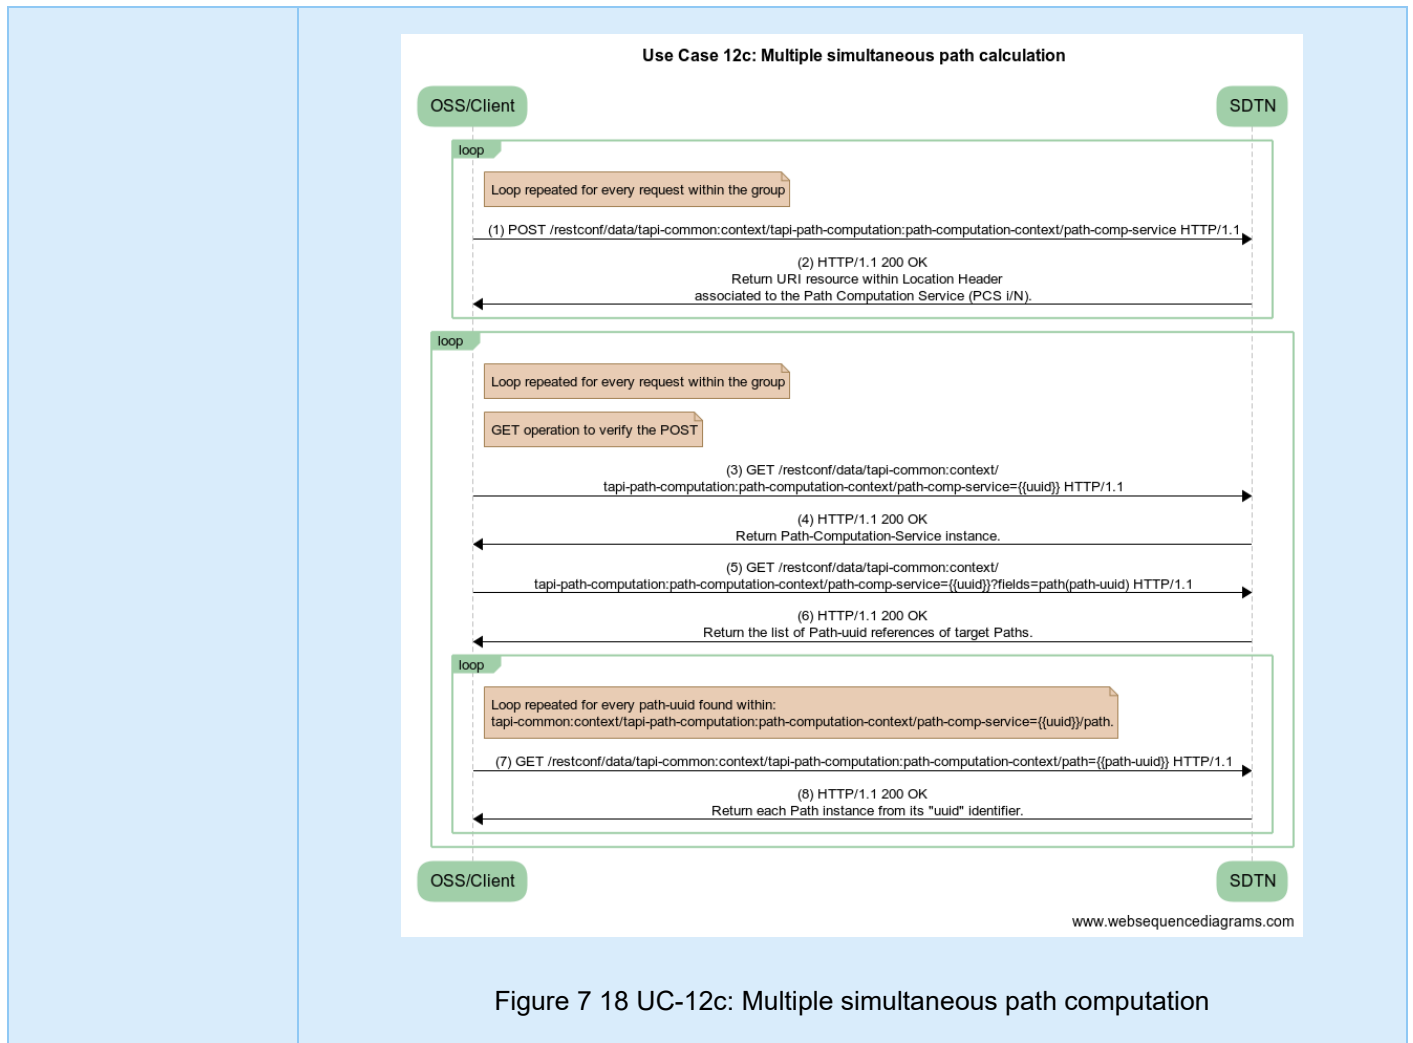 Use Case 12c: Multiple simultaneous path calculation
OSS/Client
SDTN
loop
Loop repeated for every request within the group
(1) POST /restconf/data/tapi-common:context/tapi-path-computation:path-computation-context/path-comp-service HTTP/1.1
(2) HTTP/1.1 200 OK
Return URI resource within Location Header
associated to the Path Computation Service (PCS i/N).
loop
Loop repeated for every request within the group
GET operation to verify the POST
(3) GET /restconf/data/tapi-common:context/
tapi-path-computation:path-computation-context/path-comp-service={{uuid}} HTTP/1.1
(4) HTTP/1.1 200 OK
Return Path-Computation-Service instance.
(5) GET /restconf/data/tapi-common:context/
tapi-path-computation:path-computation-context/path-comp-service={{uuid}}?fields=path(path-uuid) HTTP/1.1
(6) HTTP/1.1 200 OK
Return the list of Path-uuid references of target Paths.
loop
Loop repeated for every path-uuid found within:
tapi-common:context/tapi-path-computation:path-computation-context/path-comp-service={{uuid}}/path.
(7) GET /restconf/data/tapi-common:context/tapi-path-computation:path-computation-context/path={{path-uuid}} HTTP/1.1
(8) HTTP/1.1 200 OK
Return each Path instance from its "uuid" identifier.
OSS/Client
SDTN
www.websequencediagrams.com
Figure 7 18 UC-12c: Multiple simultaneous path computation